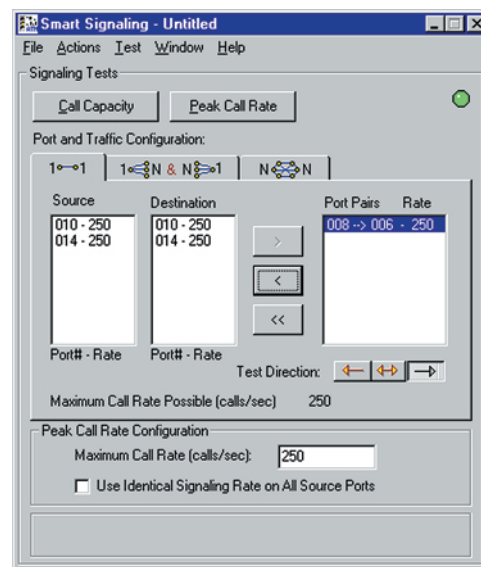 Smart Signaling - Untitled
File Actions Test Window Help
Signaling Tests
Call Capacity Peak Call Rate
Port and Traffic Configuration:
1 1 1 N & N 1 N N
Source Destination Port Pairs Rate
010 - 250 010 - 250 008 --> 006 - 250
014 - 250 014 - 250
>
<
<<
Port# - Rate Port# - Rate
Test Direction:
Maximum Call Rate Possible (calls/sec) 250
Peak Call Rate Configuration
Maximum Call Rate (calls/sec): 250
Use Identical Signaling Rate on All Source Ports